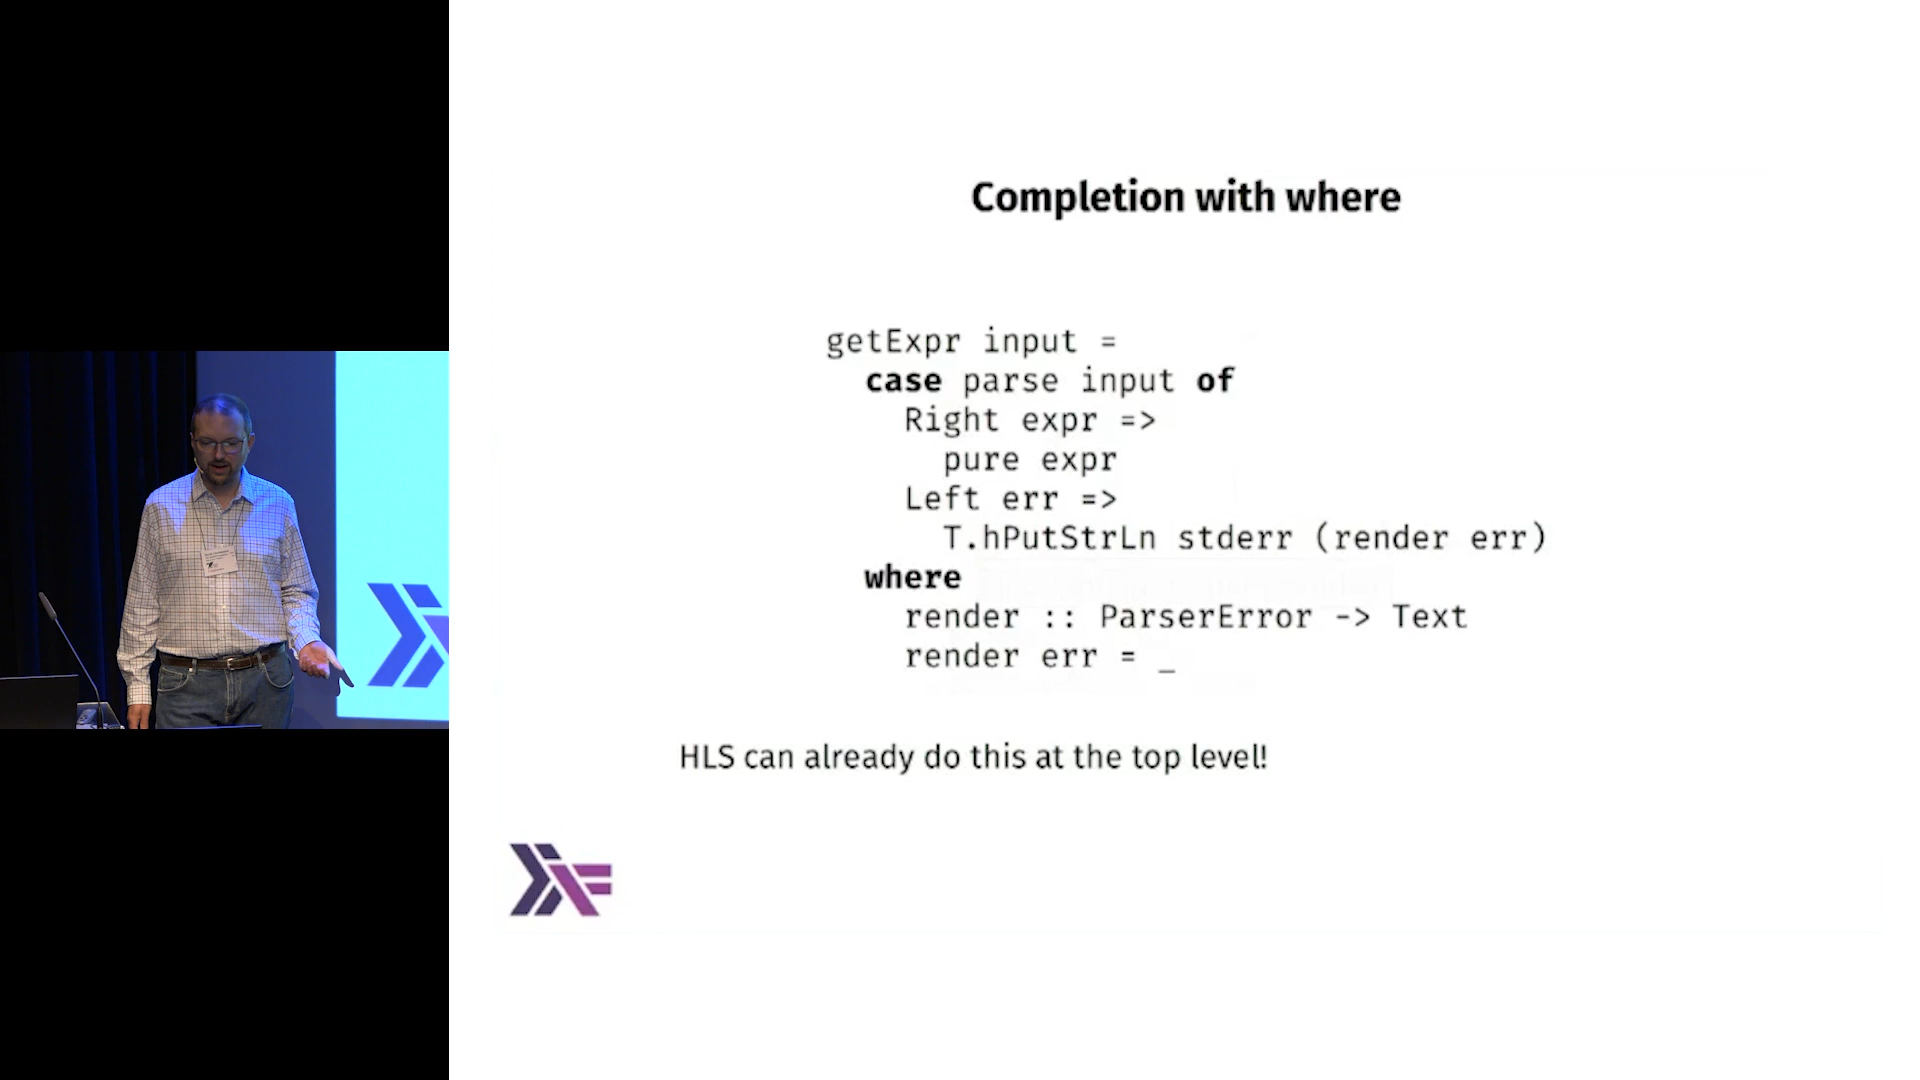 Completion with where
getExpr input =
  case parse input of
    Right expr =>
      pure expr
    Left err =>
      T.hPutStrLn stderr (render err)
  where
    render :: ParserError -> Text
    render err = _
HLS can already do this at the top level!